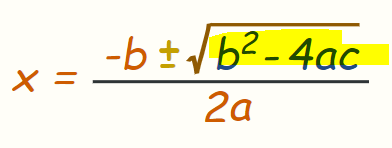 x = -b ± √b² - 4ac
2a